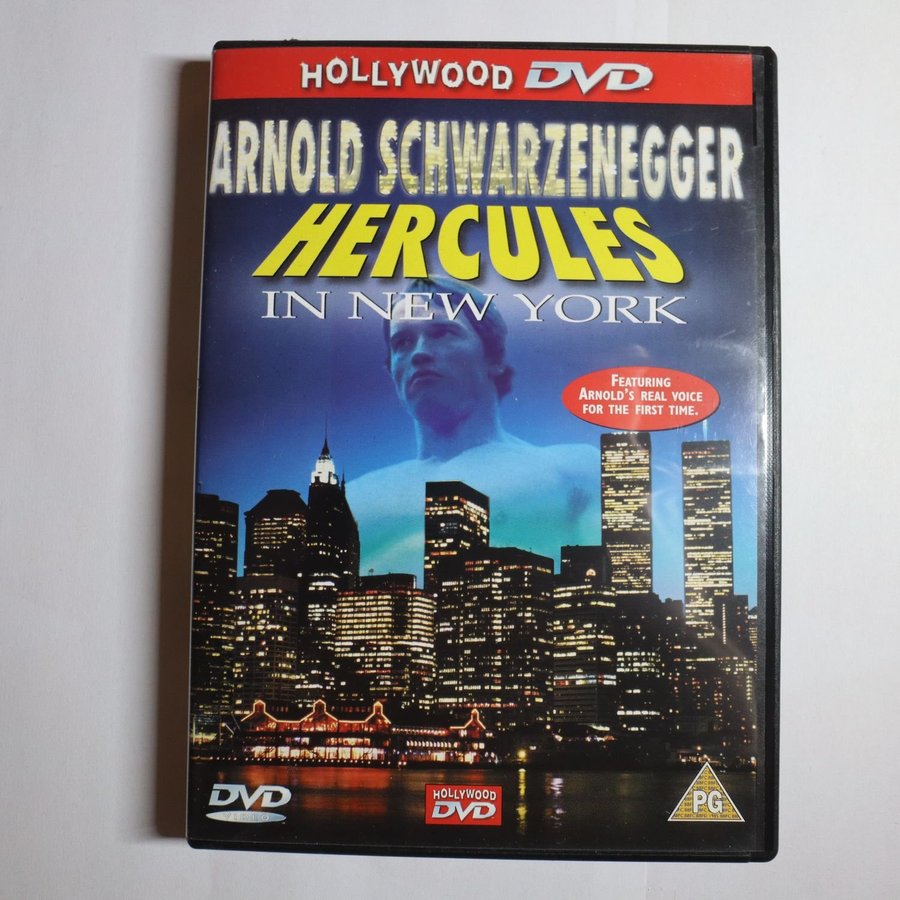 HOLLYWOOD DVD
ARNOLD SCHWARZENEGGER
HERCULES
IN NEW YORK
FEATURING
ARNOLD'S REAL VOICE
FOR THE FIRST TIME.
DVD
VIDEO
HOLLYWOOD
DVD
PG